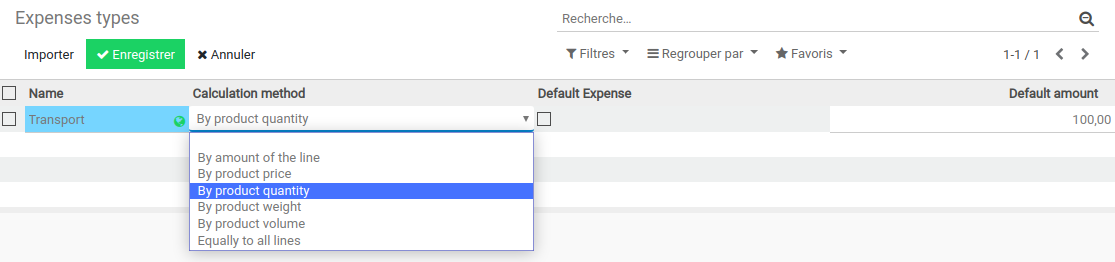 Expenses types
Recherche...
Importer Enregistrer Annuler
Filtres Regrouper par Favoris 1-1 / 1
Name Calculation method Default Expense Default amount
Transport By product quantity 100,00
By amount of the line
By product price
By product quantity
By product weight
By product volume
Equally to all lines